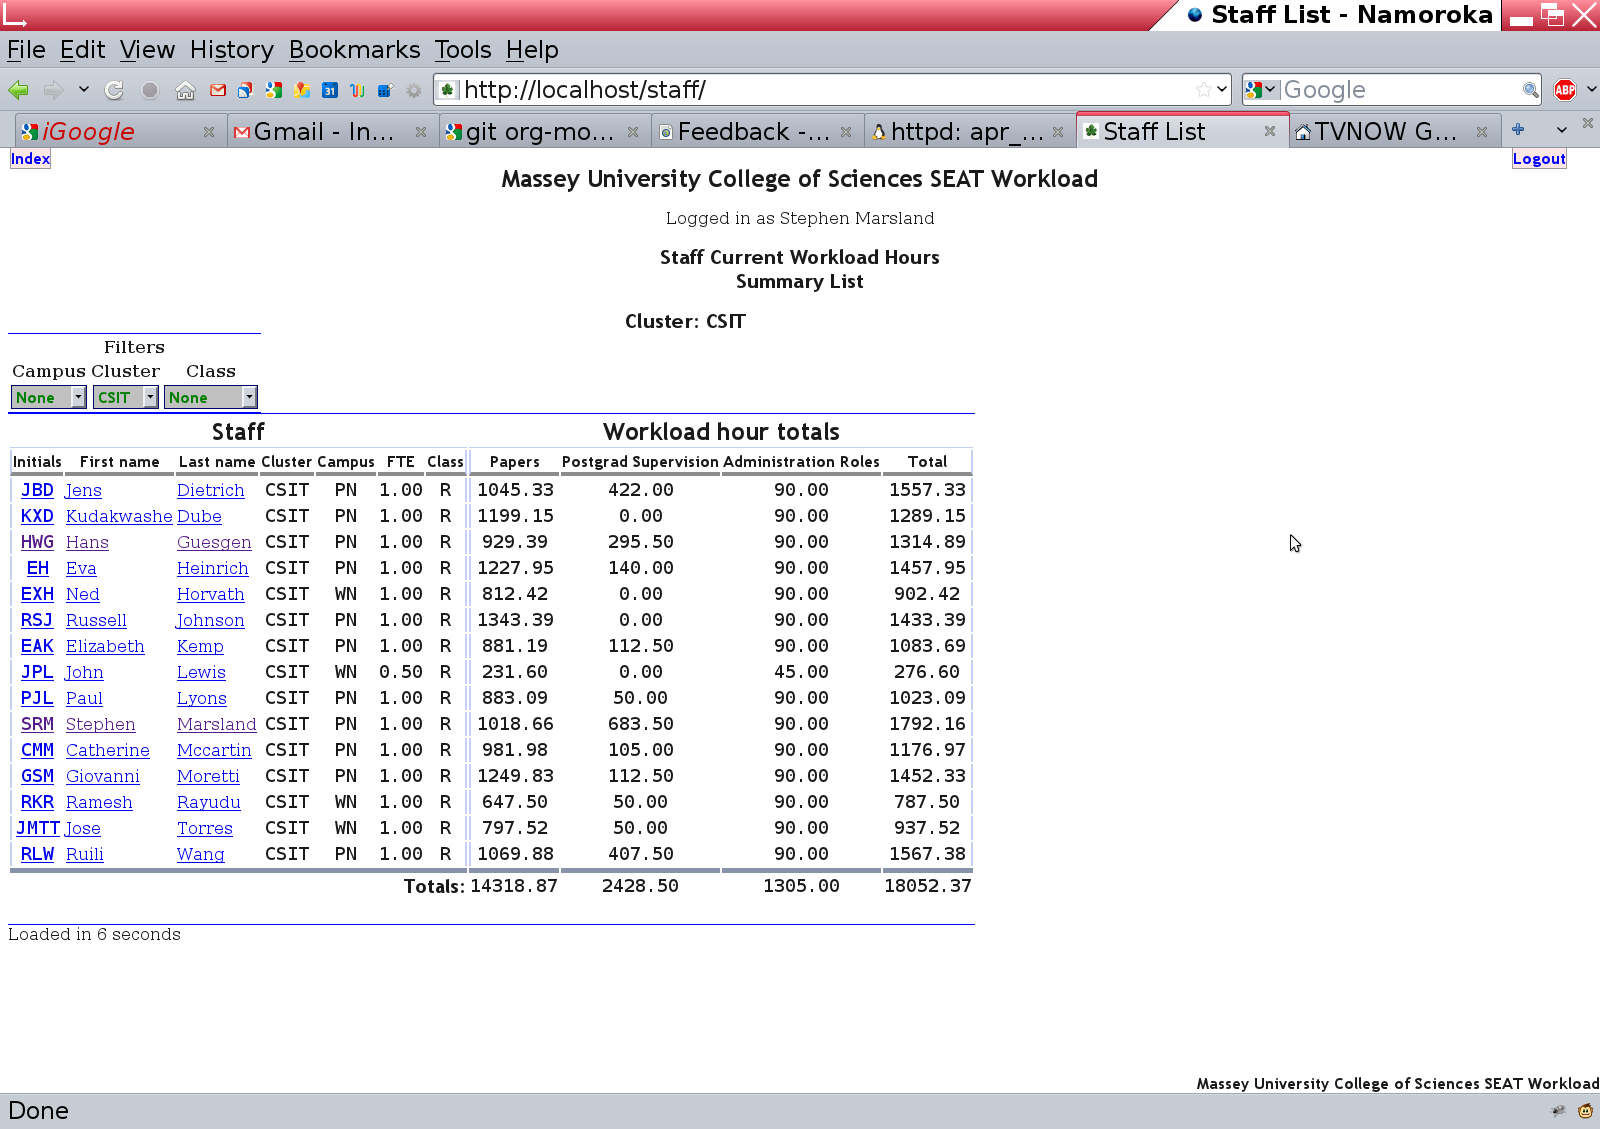 Staff List - Namoroka
File Edit View History Bookmarks Tools Help
http://localhost/staff/ Google ABP
iGoogle Gmail - In... git org-mo... Feedback -... httpd: apr_... Staff List TVNOW G...
Index Logout
Massey University College of Sciences SEAT Workload
Logged in as Stephen Marsland
Staff Current Workload Hours
Summary List
Cluster: CSIT
Filters
Campus Cluster Class
None CSIT None
Staff Workload hour totals
Initials First name Last name Cluster Campus FTE Class Papers Postgrad Supervision Administration Roles Total
JBD Jens Dietrich CSIT PN 1.00 R 1045.33 422.00 90.00 1557.33
KXD Kudakwashe Dube CSIT PN 1.00 R 1199.15 0.00 90.00 1289.15
HWG Hans Guesgen CSIT PN 1.00 R 929.39 295.50 90.00 1314.89
EH Eva Heinrich CSIT PN 1.00 R 1227.95 140.00 90.00 1457.95
EXH Ned Horvath CSIT WN 1.00 R 812.42 0.00 90.00 902.42
RSJ Russell Johnson CSIT PN 1.00 R 1343.39 0.00 90.00 1433.39
EAK Elizabeth Kemp CSIT PN 1.00 R 881.19 112.50 90.00 1083.69
JPL John Lewis CSIT WN 0.50 R 231.60 0.00 45.00 276.60
PJL Paul Lyons CSIT PN 1.00 R 883.09 50.00 90.00 1023.09
SRM Stephen Marsland CSIT PN 1.00 R 1018.66 683.50 90.00 1792.16
CMM Catherine Mccartin CSIT PN 1.00 R 981.98 105.00 90.00 1176.97
GSM Giovanni Moretti CSIT PN 1.00 R 1249.83 112.50 90.00 1452.33
RKR Ramesh Rayudu CSIT WN 1.00 R 647.50 50.00 90.00 787.50
JMTT Jose Torres CSIT WN 1.00 R 797.52 50.00 90.00 937.52
RLW Ruili Wang CSIT PN 1.00 R 1069.88 407.50 90.00 1567.38
Totals: 14318.87 2428.50 1305.00 18052.37
Loaded in 6 seconds
Massey University College of Sciences SEAT Workload
Done